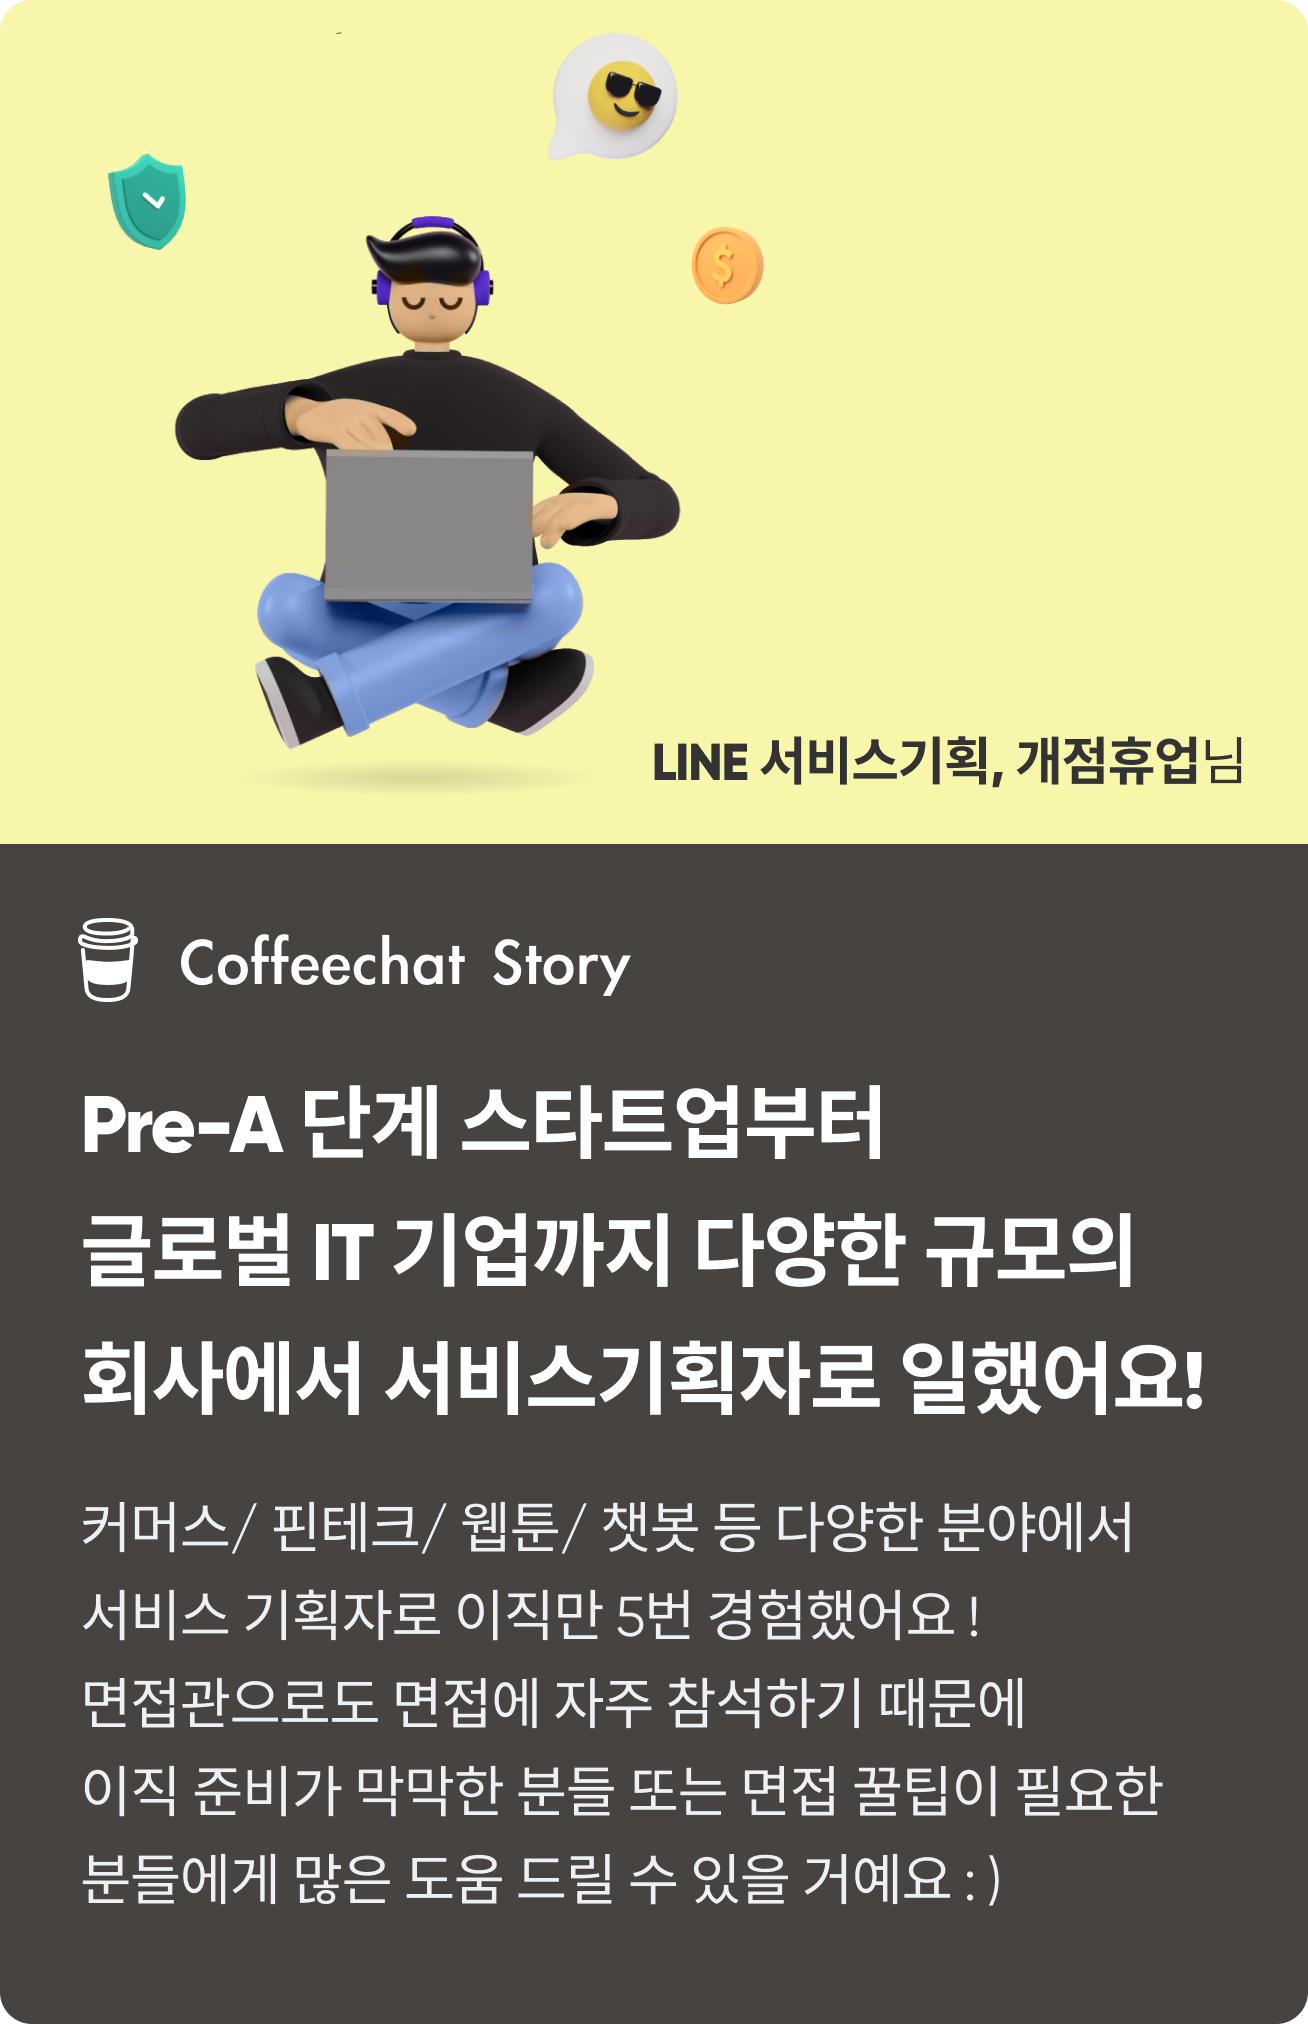 LINE 서비스기획, 개점휴업님
Coffeechat Story
Pre-A 단계 스타트업부터
글로벌 IT 기업까지 다양한 규모의
회사에서 서비스기획자로 일했어요!
커머스/ 핀테크/ 웹툰/ 챗봇 등 다양한 분야에서
서비스 기획자로 이직만 5번 경험했어요 !
면접관으로도 면접에 자주 참석하기 때문에
이직 준비가 막막한 분들 또는 면접 꿀팁이 필요한
분들에게 많은 도움 드릴 수 있을 거예요 : )